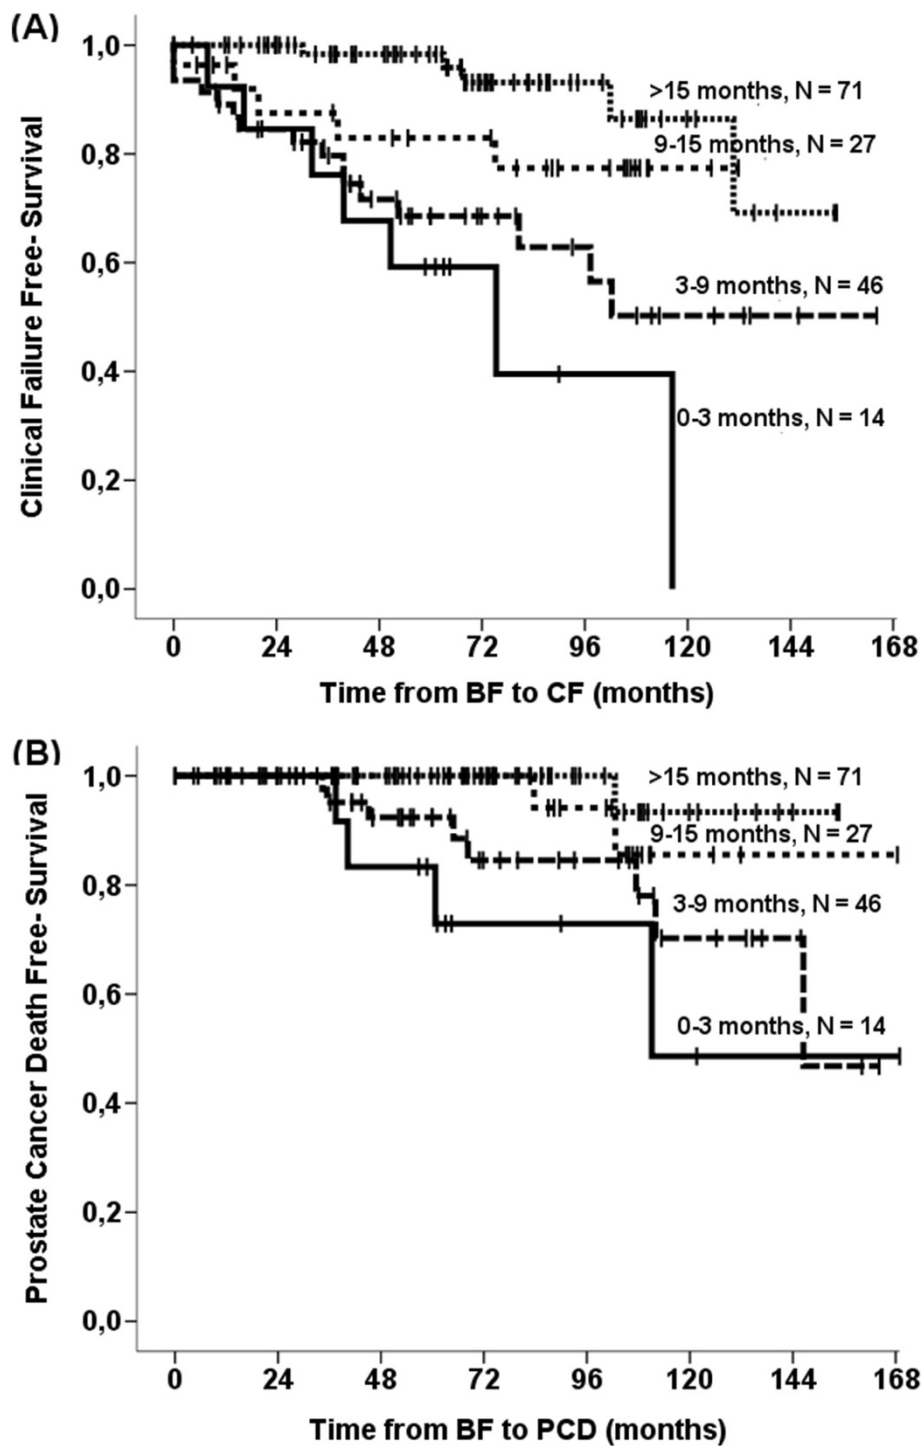 (A)
Clinical Failure Free- Survival
1,0
0,8
0,6
0,4
0,2
0,0
>15 months, N = 71
9-15 months, N = 27
3-9 months, N = 46
0-3 months, N = 14
0 24 48 72 96 120 144 168
Time from BF to CF (months)
(B)
Prostate Cancer Death Free- Survival
1,0
0,8
0,6
0,4
0,2
0,0
>15 months, N = 71
9-15 months, N = 27
3-9 months, N = 46
0-3 months, N = 14
0 24 48 72 96 120 144 168
Time from BF to PCD (months)